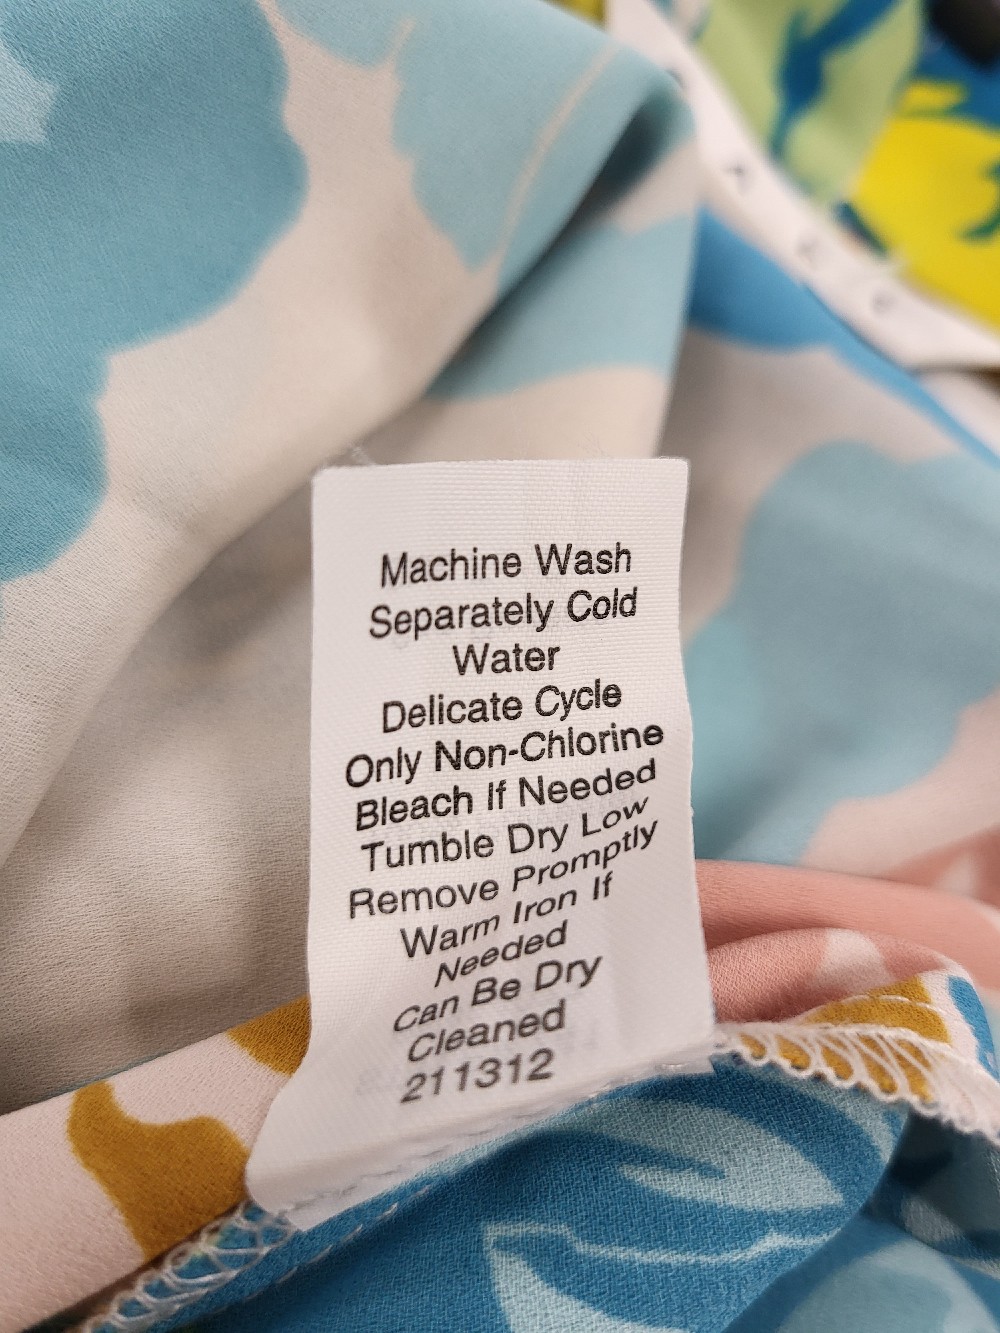 Machine Wash
Separately Cold
Water
Delicate Cycle
Only Non-Chlorine
Bleach If Needed
Tumble Dry Low
Remove Promptly
Warm Iron If
Needed
Can Be Dry
Cleaned
211312